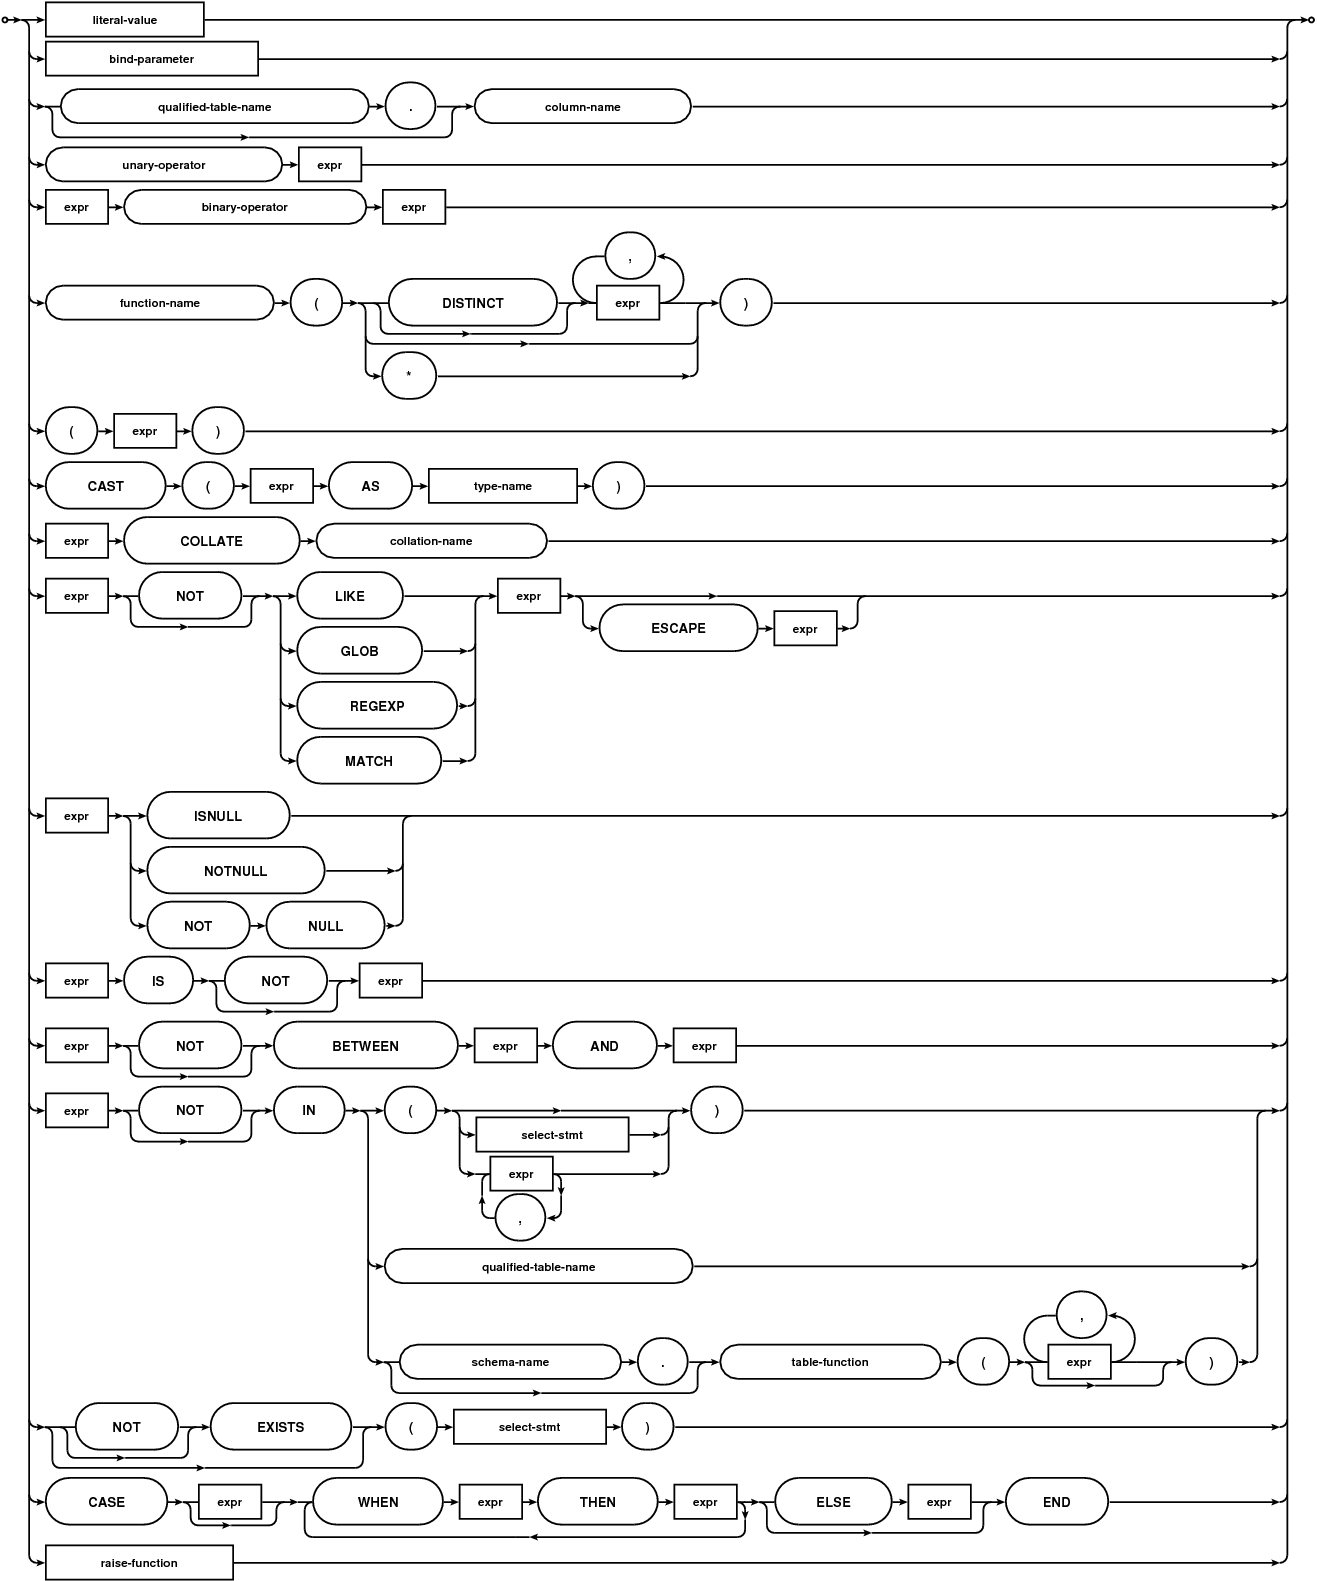 literal-value
bind-parameter
qualified-table-name . column-name
unary-operator expr
expr binary-operator expr
,
function-name ( DISTINCT expr )
*
( expr )
CAST ( expr AS type-name )
expr COLLATE collation-name
expr NOT LIKE expr
ESCAPE expr
GLOB
REGEXP
MATCH
expr ISNULL
NOTNULL
NOT NULL
expr IS NOT expr
expr NOT BETWEEN expr AND expr
expr NOT IN ( )
select-stmt
expr
,
qualified-table-name
,
schema-name . table-function ( expr )
NOT EXISTS ( select-stmt )
CASE expr WHEN expr THEN expr ELSE expr END
raise-function